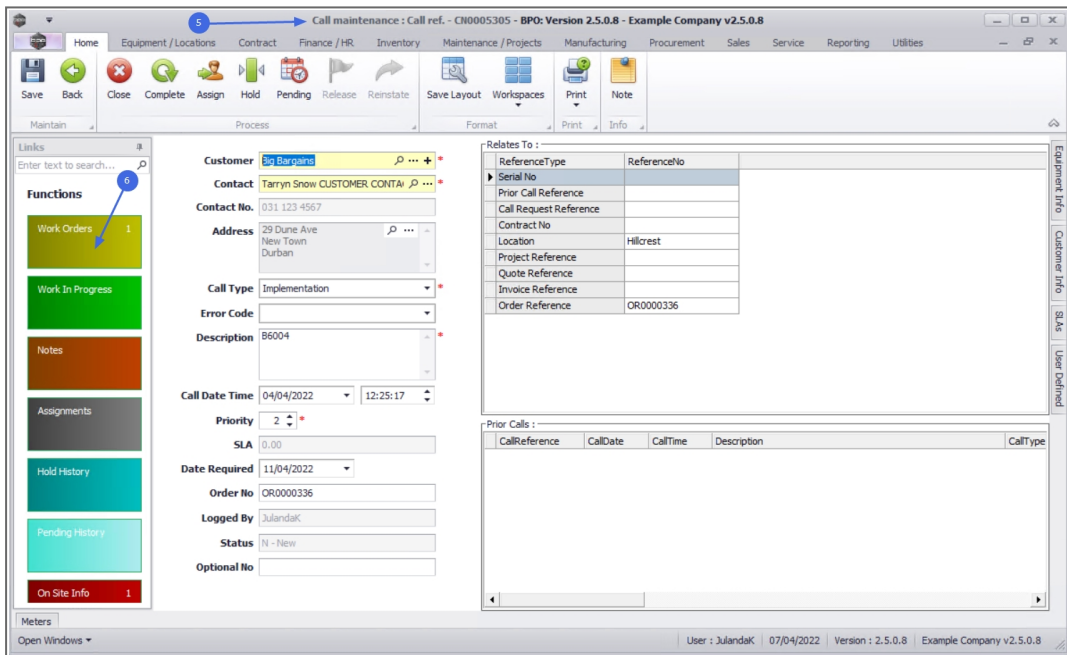 5
Call maintenance : Call ref. - CN0005305 - BPO: Version 2.5.0.8 - Example Company v2.5.0.8
Home Equipment / Locations Contract Finance / HR Inventory Maintenance / Projects Manufacturing Procurement Sales Service Reporting Utilities
Save Back Close Complete Assign Hold Pending Release Reinstate Save Layout Workspaces Print Note
Maintain Process Format Print Info
Links
Enter text to search...
6
Functions
Work Orders 1
Work In Progress
Notes
Assignments
Hold History
Pending History
On Site Info 1
Customer Big Bargains *
Contact Tarryn Snow CUSTOMER CONTA *
Contact No. 031 123 4567
Address 29 Dune Ave
New Town
Durban
Call Type Implementation *
Error Code
Description B6004 *
Call Date Time 04/04/2022 12:25:17
Priority 2 *
SLA 0.00
Date Required 11/04/2022
Order No OR0000336
Logged By JulandaK
Status N - New
Optional No
Relates To :
ReferenceType ReferenceNo
Serial No
Prior Call Reference
Call Request Reference
Contract No
Location Hillcrest
Project Reference
Quote Reference
Invoice Reference
Order Reference OR0000336
Prior Calls :
CallReference CallDate CallTime Description CallType
Equipment Info
Customer Info
SLAs
User Defined
Meters
Open Windows User : JulandaK 07/04/2022 Version : 2.5.0.8 Example Company v2.5.0.8